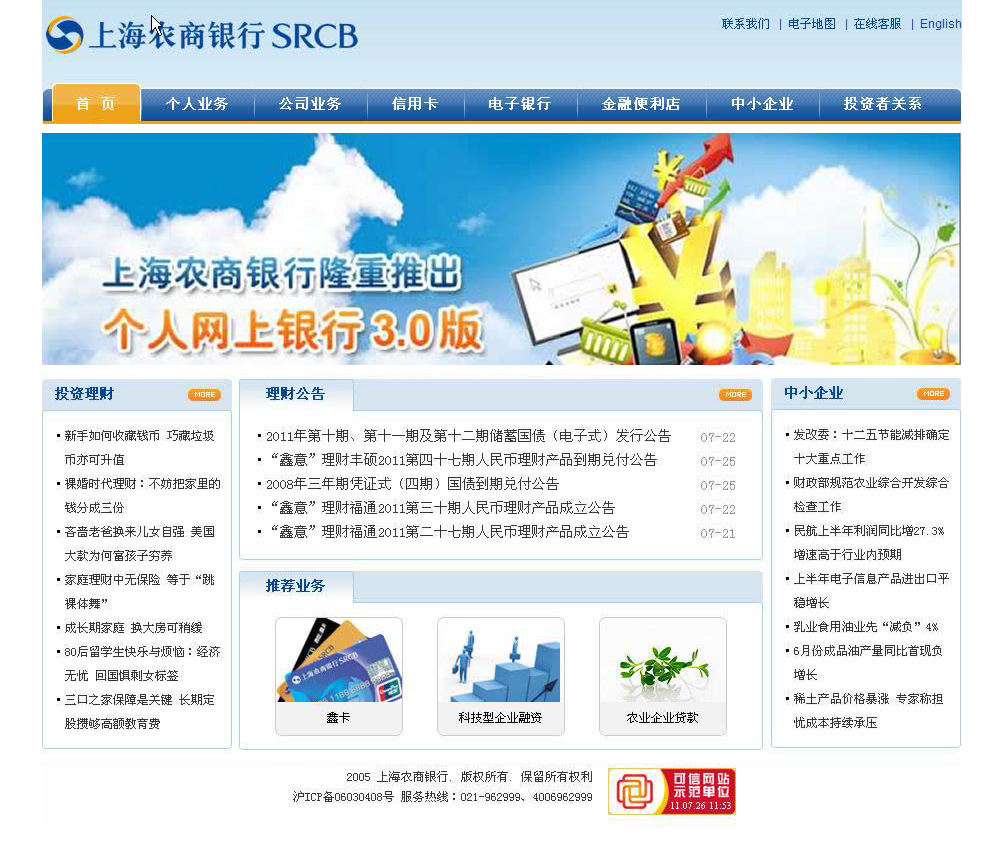 上海农商银行 SRCB
联系我们 | 电子地图 | 在线客服 | English
首 页 个人业务 公司业务 信用卡 电子银行 金融便利店 中小企业 投资者关系
上海农商银行隆重推出
个人网上银行3.0版
投资理财 MORE
新手如何收藏钱币 巧藏垃圾
币亦可升值
裸婚时代理财：不妨把家里的
钱分成三份
吝啬老爸换来儿女自强 美国
大款为何富孩子穷养
家庭理财中无保险 等于“跳
裸体舞”
成长期家庭 换大房可稍缓
80后留学生快乐与烦恼：经济
无忧 回国俱剩女标签
三口之家保障是关键 长期定
投攒够高额教育费
理财公告 MORE
2011年第十期、第十一期及第十二期储蓄国债（电子式）发行公告 07-22
“鑫意”理财丰硕2011第四十七期人民币理财产品到期兑付公告 07-25
2008年三年期凭证式（四期）国债到期兑付公告 07-25
“鑫意”理财福通2011第三十期人民币理财产品成立公告 07-22
“鑫意”理财福通2011第二十七期人民币理财产品成立公告 07-21
推荐业务
上海农商银行 SRCB
鑫卡 科技型企业融资 农业企业贷款
中小企业 MORE
发改委：十二五节能减排确定
十大重点工作
财政部规范农业综合开发综合
检查工作
民航上半年利润同比增27.3%
增速高于行业内预期
上半年电子信息产品进出口平
稳增长
乳业食用油业先“减负”4%
6月份成品油产量同比首现负
增长
稀土产品价格暴涨 专家称担
忧成本持续承压
2005 上海农商银行. 版权所有. 保留所有权利
沪ICP备06030408号 服务热线：021-962999、4006962999
可信网站
示范单位
11.07.26 11:53